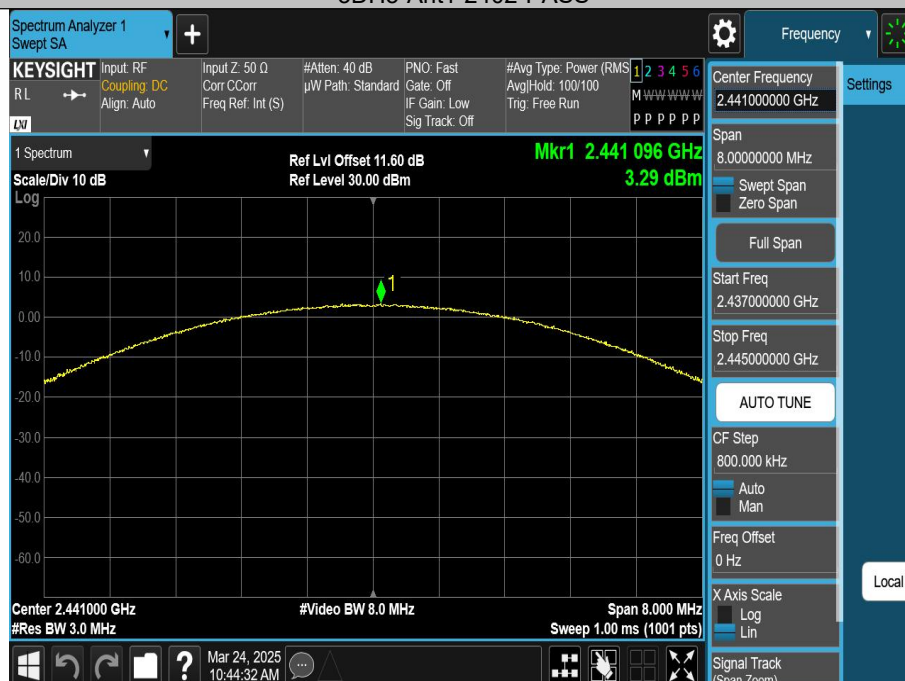 Spectrum Analyzer 1
Swept SA
Frequency
KEYSIGHT
RL
LXI
Input: RF
Coupling: DC
Align: Auto
Input Z: 50 Ω
Corr CCorr
Freq Ref: Int (S)
#Atten: 40 dB
µW Path: Standard
PNO: Fast
Gate: Off
IF Gain: Low
Sig Track: Off
#Avg Type: Power (RMS
Avg|Hold: 100/100
Trig: Free Run
1 2 3 4 5 6
M W W W W W
P P P P P P
1 Spectrum
Scale/Div 10 dB
Log
Ref Lvl Offset 11.60 dB
Ref Level 30.00 dBm
Mkr1 2.441 096 GHz
3.29 dBm
20.0
10.0
0.00
-10.0
-20.0
-30.0
-40.0
-50.0
-60.0
1
Center 2.441000 GHz
#Res BW 3.0 MHz
#Video BW 8.0 MHz
Span 8.000 MHz
Sweep 1.00 ms (1001 pts)
?
Mar 24, 2025
10:44:32 AM
Center Frequency
2.441000000 GHz
Span
8.00000000 MHz
Swept Span
Zero Span
Full Span
Start Freq
2.437000000 GHz
Stop Freq
2.445000000 GHz
AUTO TUNE
CF Step
800.000 kHz
Auto
Man
Freq Offset
0 Hz
X Axis Scale
Log
Lin
Signal Track
(Span Zoom)
Settings
Local